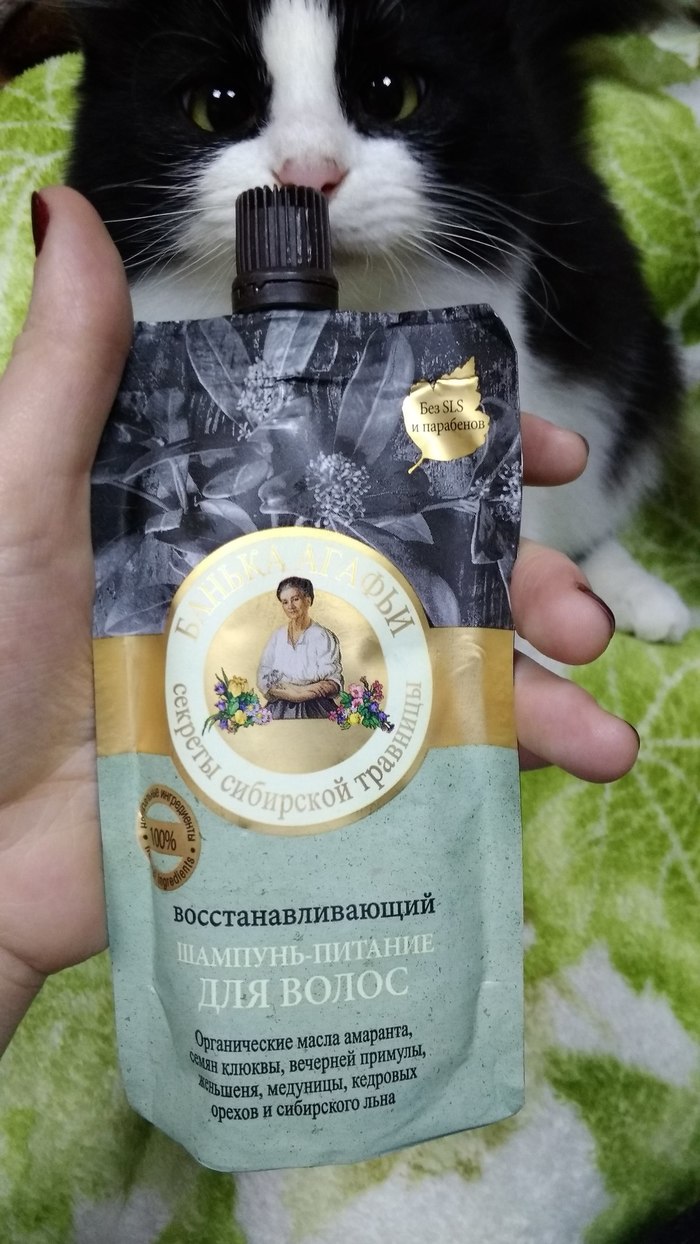 Без SLS
и парабенов
БАНЬКА АГАФЬИ
секреты сибирской травницы
ингредиенты
100%
ingredients
восстанавливающий
ШАМПУНЬ-ПИТАНИЕ
ДЛЯ ВОЛОС
Органические масла амаранта,
семян клюквы, вечерней примулы,
женьшеня, медуницы, кедровых
орехов и сибирского льна